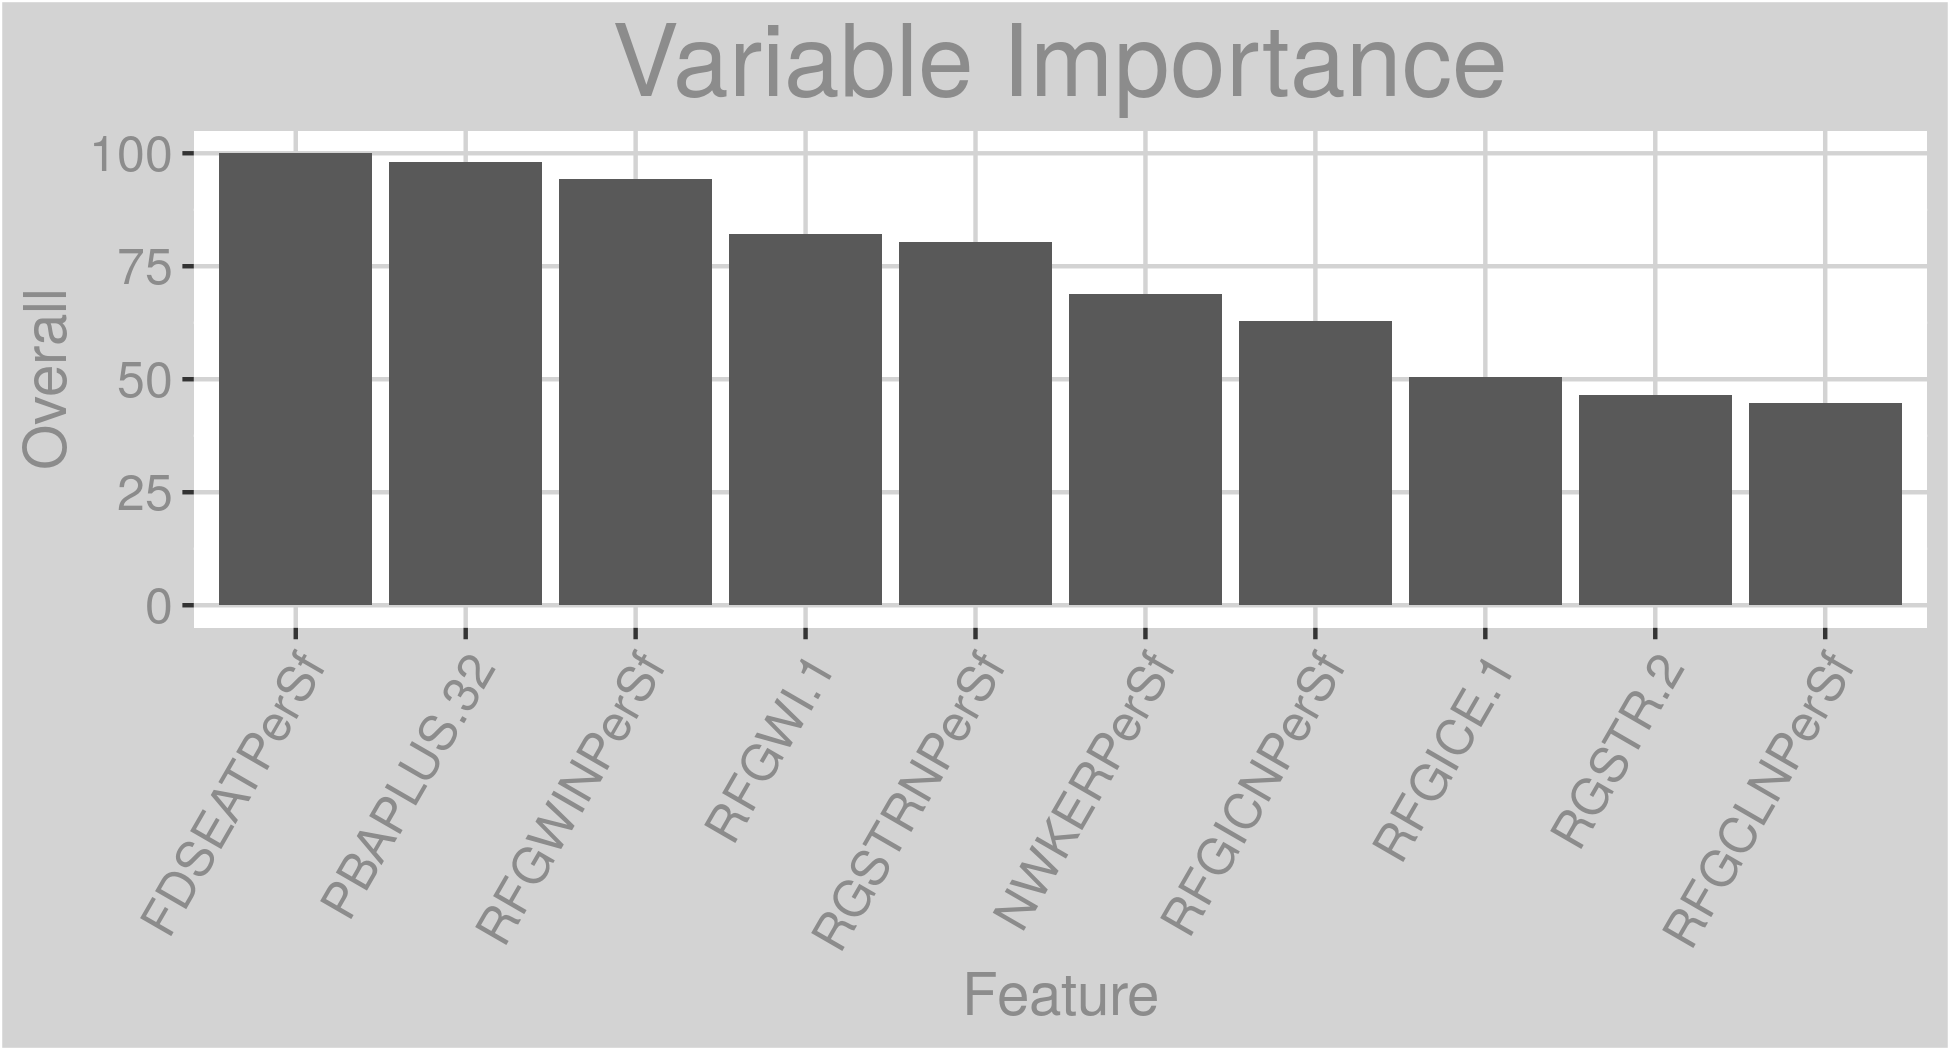 Variable Importance
Overall
100
75
50
25
0
FDSEATPerSf
PBAPLUS.32
RFGWINPerSf
RFGWI.1
RGSTRNPerSf
NWKERPerSf
RFGICNPerSf
RFGICE.1
RGSTR.2
RFGCLNPerSf
Feature